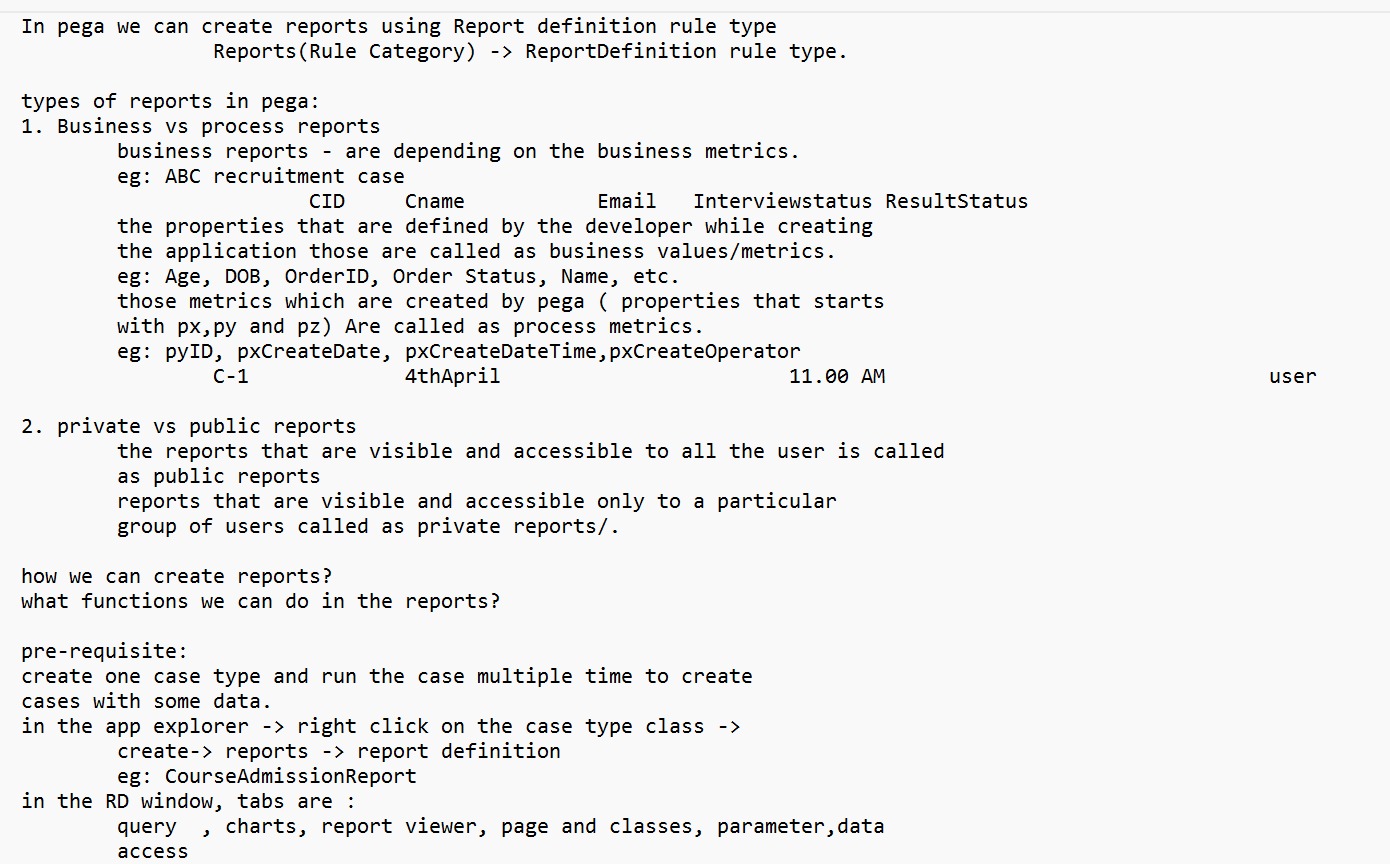 In pega we can create reports using Report definition rule type
Reports(Rule Category) -> ReportDefinition rule type.
types of reports in pega:
1. Business vs process reports
business reports - are depending on the business metrics.
eg: ABC recruitment case
CID Cname Email Interviewstatus ResultStatus
the properties that are defined by the developer while creating
the application those are called as business values/metrics.
eg: Age, DOB, OrderID, Order Status, Name, etc.
those metrics which are created by pega ( properties that starts
with px,py and pz) Are called as process metrics.
eg: pyID, pxCreateDate, pxCreateDateTime,pxCreateOperator
C-1 4thApril 11.00 AM user
2. private vs public reports
the reports that are visible and accessible to all the user is called
as public reports
reports that are visible and accessible only to a particular
group of users called as private reports/.
how we can create reports?
what functions we can do in the reports?
pre-requisite:
create one case type and run the case multiple time to create
cases with some data.
in the app explorer -> right click on the case type class ->
create-> reports -> report definition
eg: CourseAdmissionReport
in the RD window, tabs are :
query , charts, report viewer, page and classes, parameter,data
access